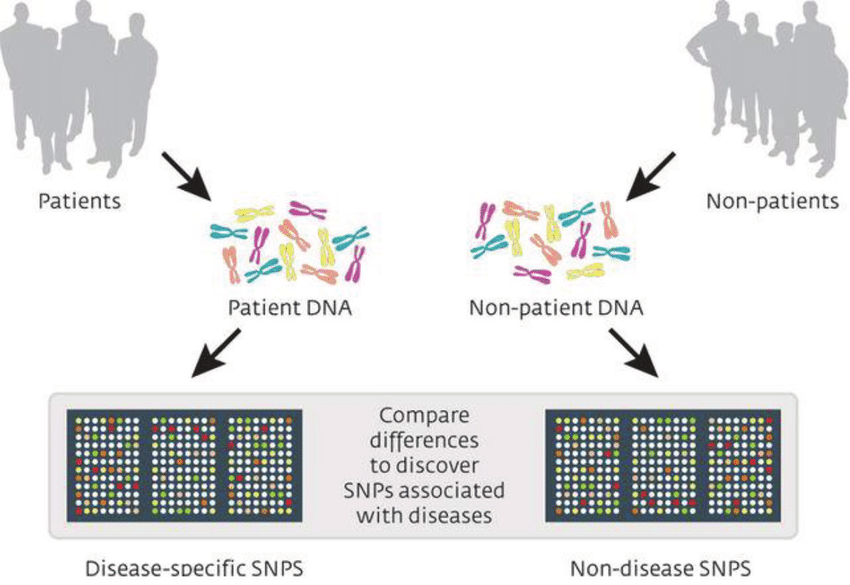 Patients
Non-patients
Patient DNA
Non-patient DNA
Compare
differences
to discover
SNPs associated
with diseases
Disease-specific SNPS
Non-disease SNPS